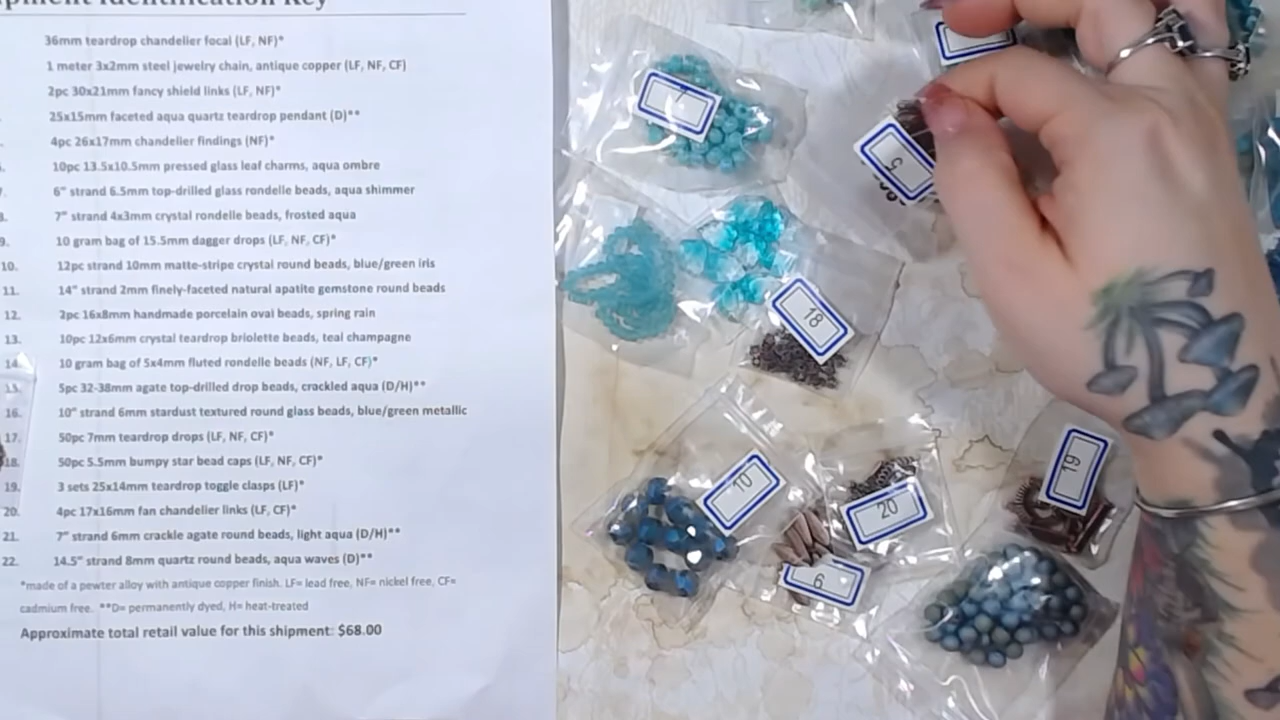 pment Identification Key
36mm teardrop chandelier focal (LF, NF)*
1 meter 3x2mm steel jewelry chain, antique copper (LF, NF, CF)
2pc 30x21mm fancy shield links (LF, NF)*
25x15mm faceted aqua quartz teardrop pendant (D)**
4pc 26x17mm chandelier findings (NF)*
10pc 13.5x10.5mm pressed glass leaf charms, aqua ombre
6" strand 6.5mm top-drilled glass rondelle beads, aqua shimmer
7" strand 4x3mm crystal rondelle beads, frosted aqua
9. 10 gram bag of 15.5mm dagger drops (LF, NF, CF)*
10. 12pc strand 10mm matte-stripe crystal round beads, blue/green iris
11. 14" strand 2mm finely-faceted natural apatite gemstone round beads
12. 2pc 16x8mm handmade porcelain oval beads, spring rain
13. 10pc 12x6mm crystal teardrop briolette beads, teal champagne
14. 10 gram bag of 5x4mm fluted rondelle beads (NF, LF, CF)*
15. 5pc 32-38mm agate top-drilled drop beads, crackled aqua (D/H)**
16. 10" strand 6mm stardust textured round glass beads, blue/green metallic
17. 50pc 7mm teardrop drops (LF, NF, CF)*
18. 50pc 5.5mm bumpy star bead caps (LF, NF, CF)*
19. 3 sets 25x14mm teardrop toggle clasps (LF)*
20. 4pc 17x16mm fan chandelier links (LF, CF)*
21. 7" strand 6mm crackle agate round beads, light aqua (D/H)**
22. 14.5" strand 8mm quartz round beads, aqua waves (D)**
*made of a pewter alloy with antique copper finish. LF= lead free, NF= nickel free, CF=
cadmium free. **D= permanently dyed, H= heat-treated
Approximate total retail value for this shipment: $68.00
7
5
18
10
20
19
6